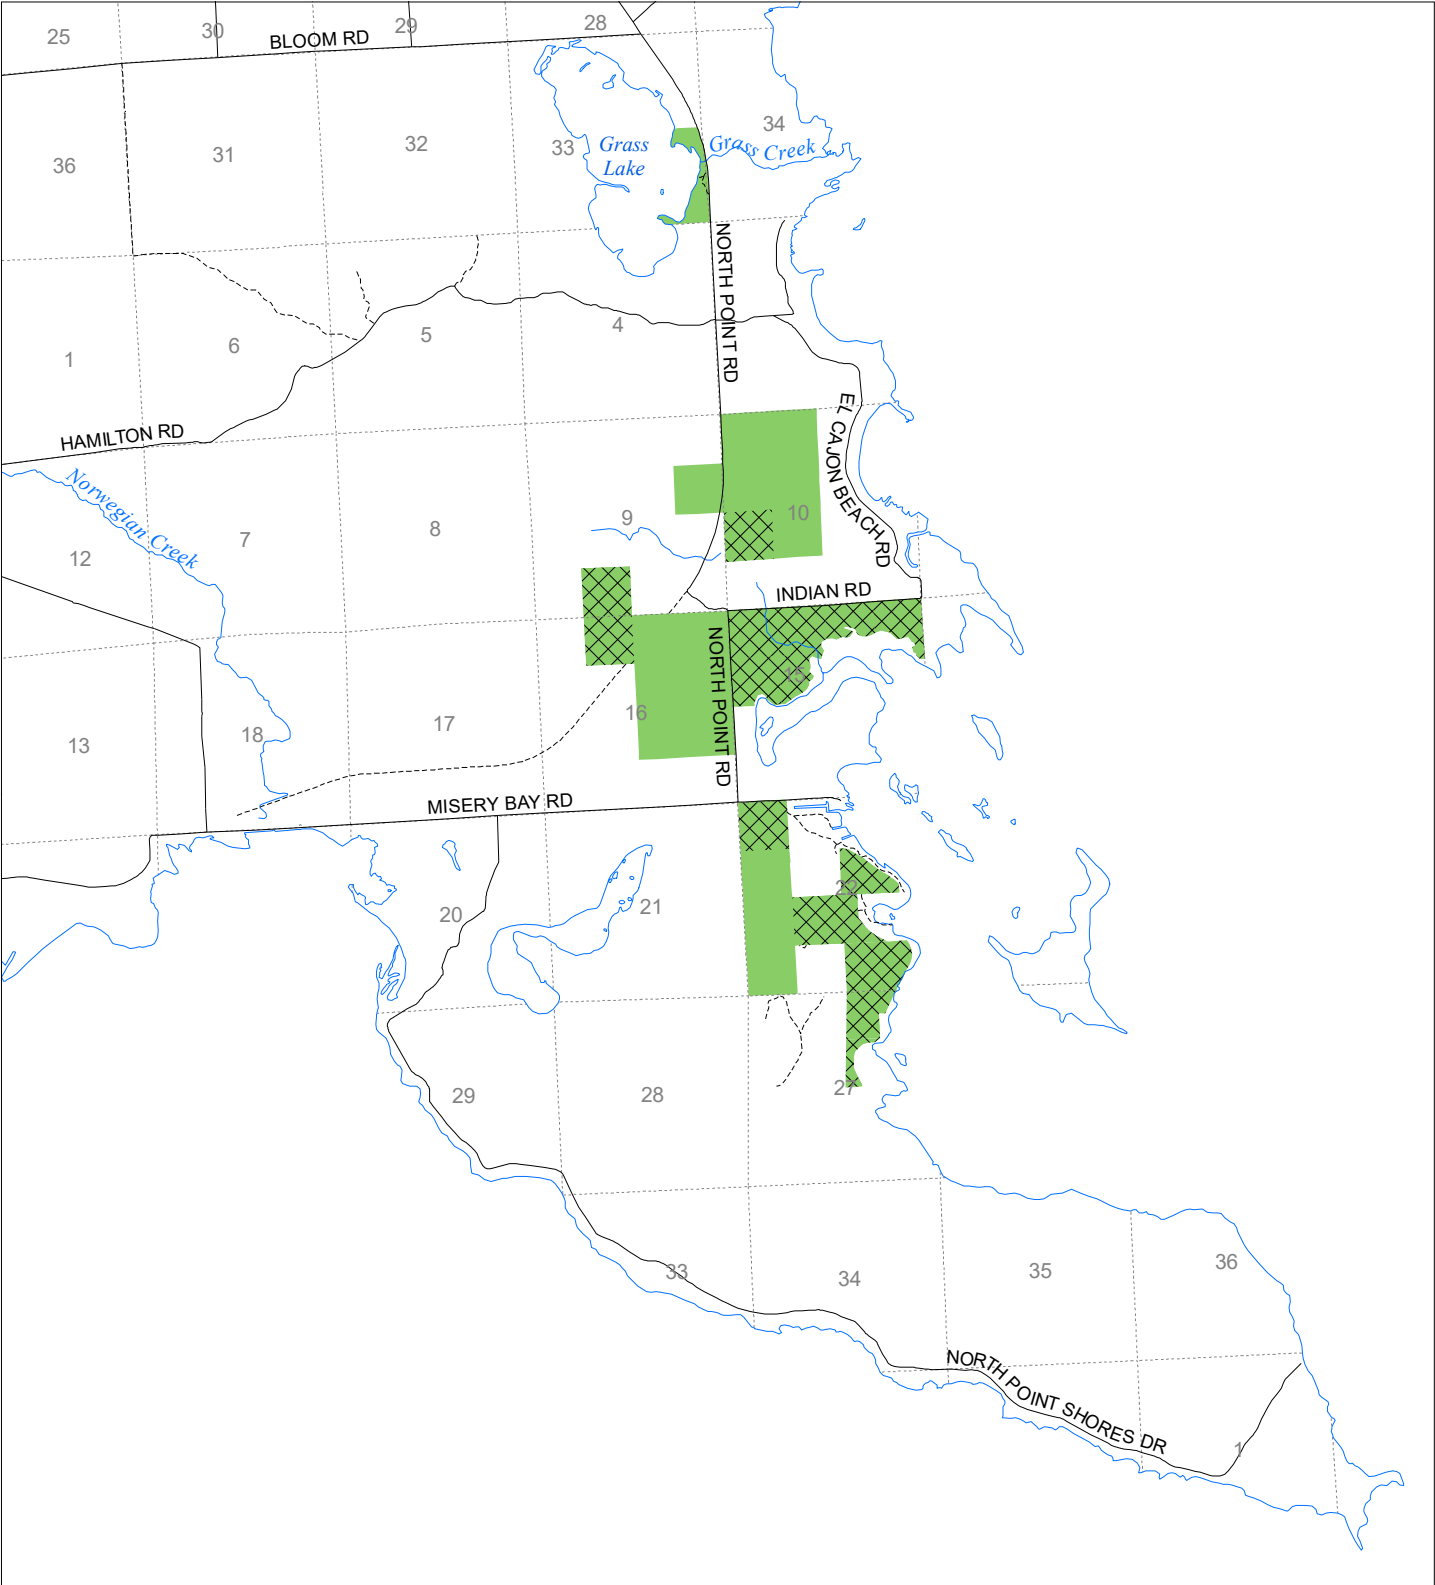 25
30
29
28
BLOOM RD
34
36
31
32
33
Grass
Lake
Grass Creek
NORTH POINT RD
1
6
5
4
HAMILTON RD
EL CAJON BEACH RD
Norwegian Creek
12
7
8
9
10
INDIAN RD
NORTH POINT RD
15
13
18
17
16
MISERY BAY RD
20
21
22
29
28
27
33
34
35
36
NORTH POINT SHORES DR
1